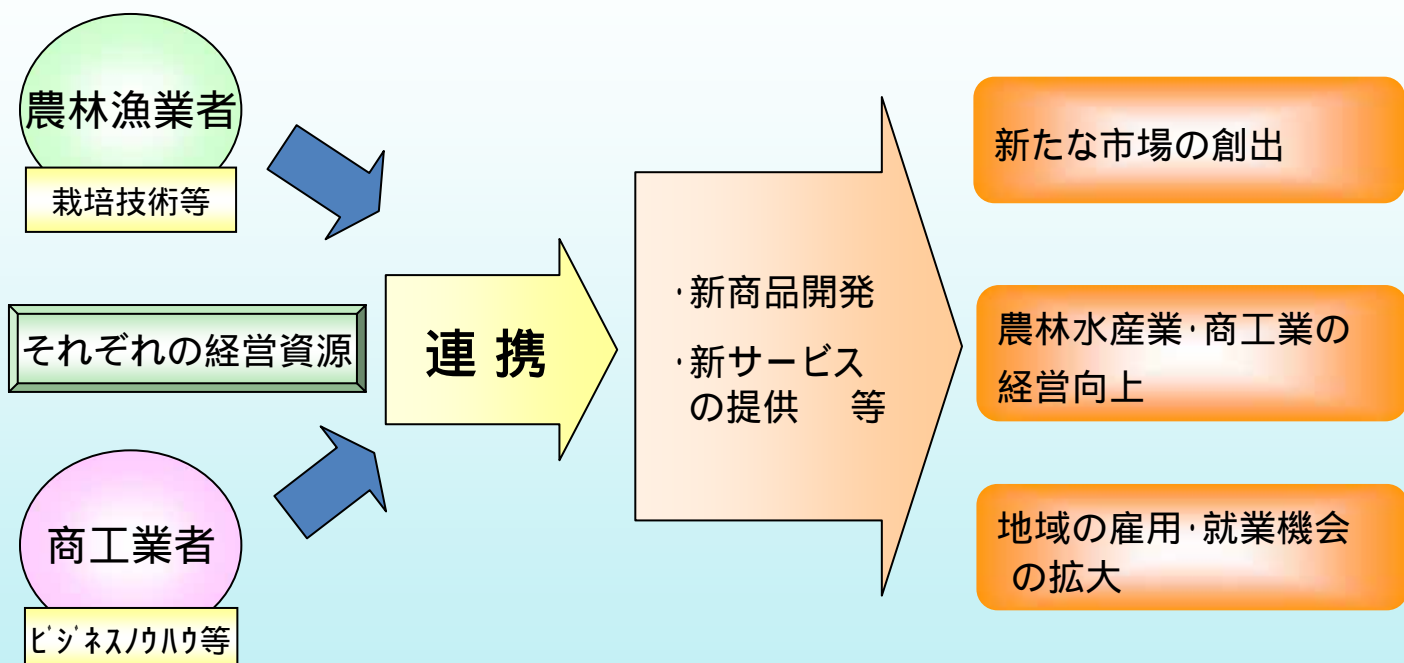 農林漁業者
栽培技術等
それぞれの経営資源
商工業者
ﾋﾞｼﾞﾈｽﾉｳﾊｳ等
連 携
･新商品開発
･新サービス
の提供　等
新たな市場の創出
農林水産業･商工業の
経営向上
地域の雇用･就業機会
の拡大